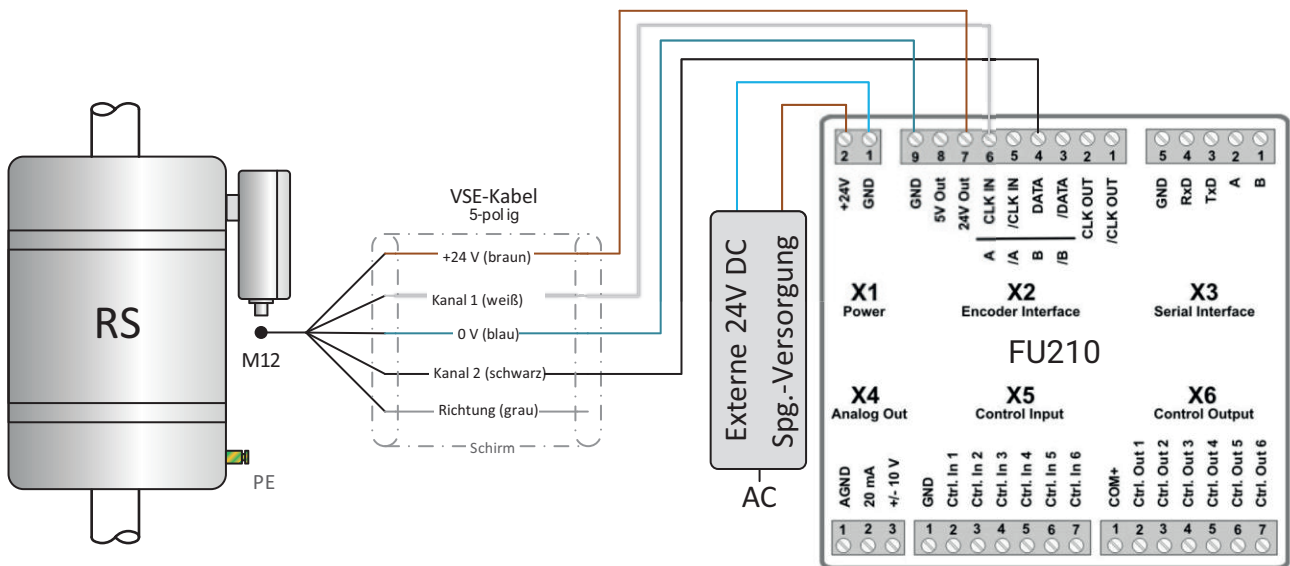 RS
M12
PE
VSE-Kabel
5-polig
+24 V (braun)
Kanal 1 (weiß)
0 V (blau)
Kanal 2 (schwarz)
Richtung (grau)
Schirm
Externe 24V DC
Spg.-Versorgung
AC
2 1
+24V
GND
X1
Power
9 8 7 6 5 4 3 2 1
GND
5V Out
24V Out
CLK IN
/CLK IN
DATA
/DATA
CLK OUT
/CLK OUT
A
/A
B
/B
X2
Encoder Interface
5 4 3 2 1
GND
RxD
TxD
A
B
X3
Serial Interface
FU210
X4
Analog Out
AGND
20 mA
+/- 10 V
1 2 3
X5
Control Input
GND
Ctrl. In 1
Ctrl. In 2
Ctrl. In 3
Ctrl. In 4
Ctrl. In 5
Ctrl. In 6
1 2 3 4 5 6 7
X6
Control Output
COM+
Ctrl. Out 1
Ctrl. Out 2
Ctrl. Out 3
Ctrl. Out 4
Ctrl. Out 5
Ctrl. Out 6
1 2 3 4 5 6 7